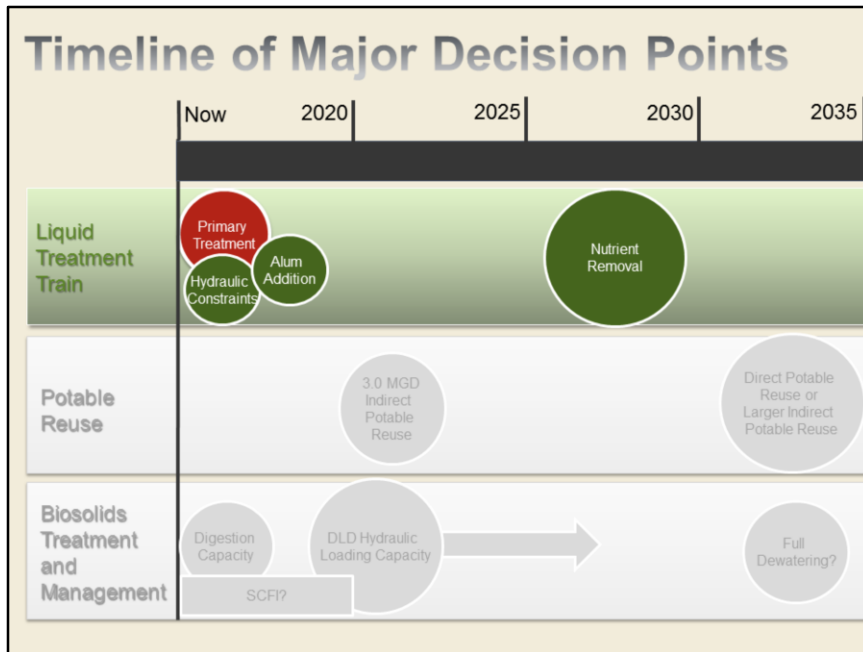 Timeline of Major Decision Points
Now
2020
2025
2030
2035
Liquid
Treatment
Train
Primary
Treatment
Hydraulic
Constraints
Alum
Addition
Nutrient
Removal
Potable
Reuse
3.0 MGD
Indirect
Potable
Reuse
Direct Potable
Reuse or
Larger Indirect
Potable Reuse
Biosolids
Treatment
and
Management
Digestion
Capacity
SCFI?
DLD Hydraulic
Loading Capacity
Full
Dewatering?